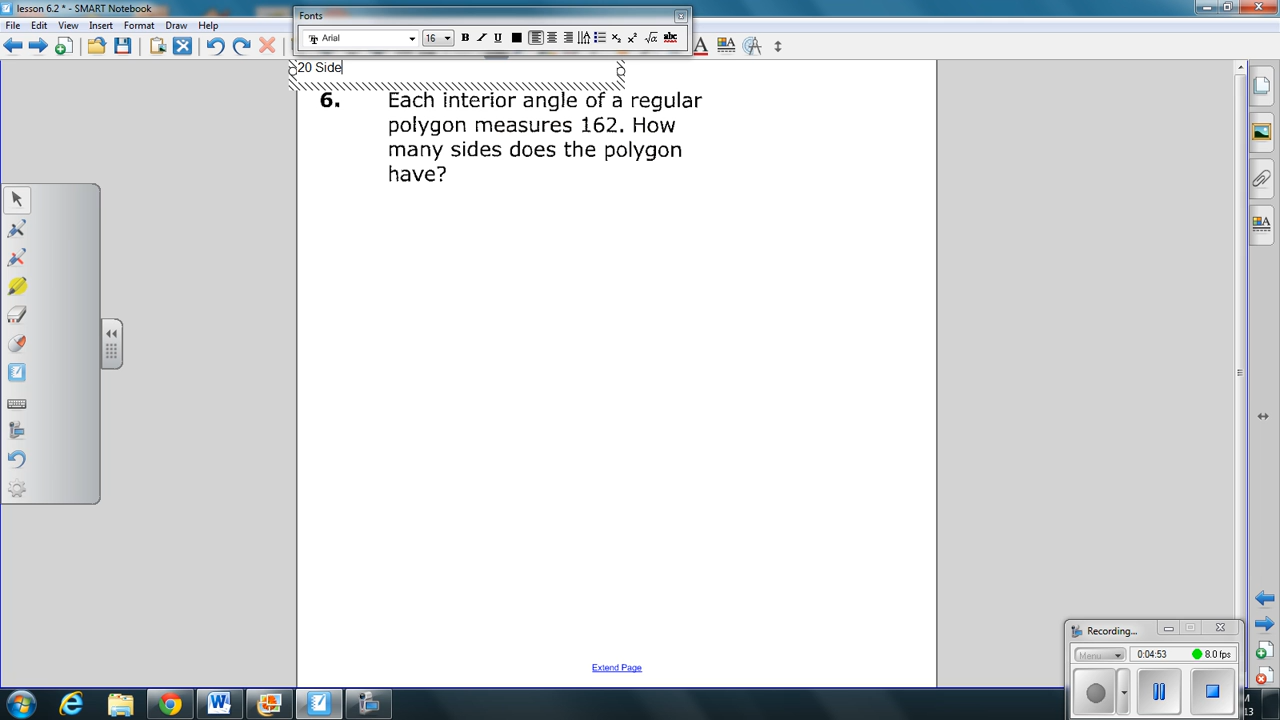 lesson 6.2 * - SMART Notebook
Fonts
File Edit View Insert Format Draw Help
Arial
16
B I U
20 Side
6. Each interior angle of a regular
polygon measures 162. How
many sides does the polygon
have?
Recording...
Menu
0:04:53
8.0 fps
Extend Page
M
13